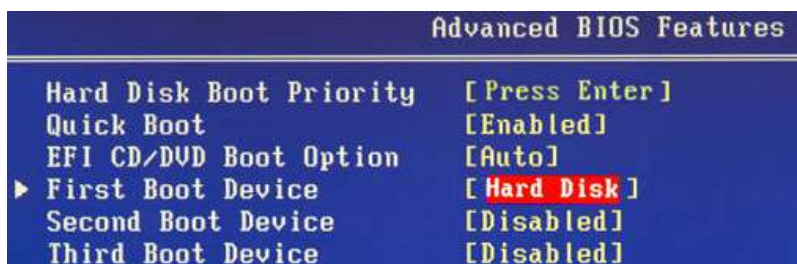 Advanced BIOS Features
Hard Disk Boot Priority [Press Enter]
Quick Boot [Enabled]
EFI CD/DVD Boot Option [Auto]
First Boot Device [Hard Disk]
Second Boot Device [Disabled]
Third Boot Device [Disabled]